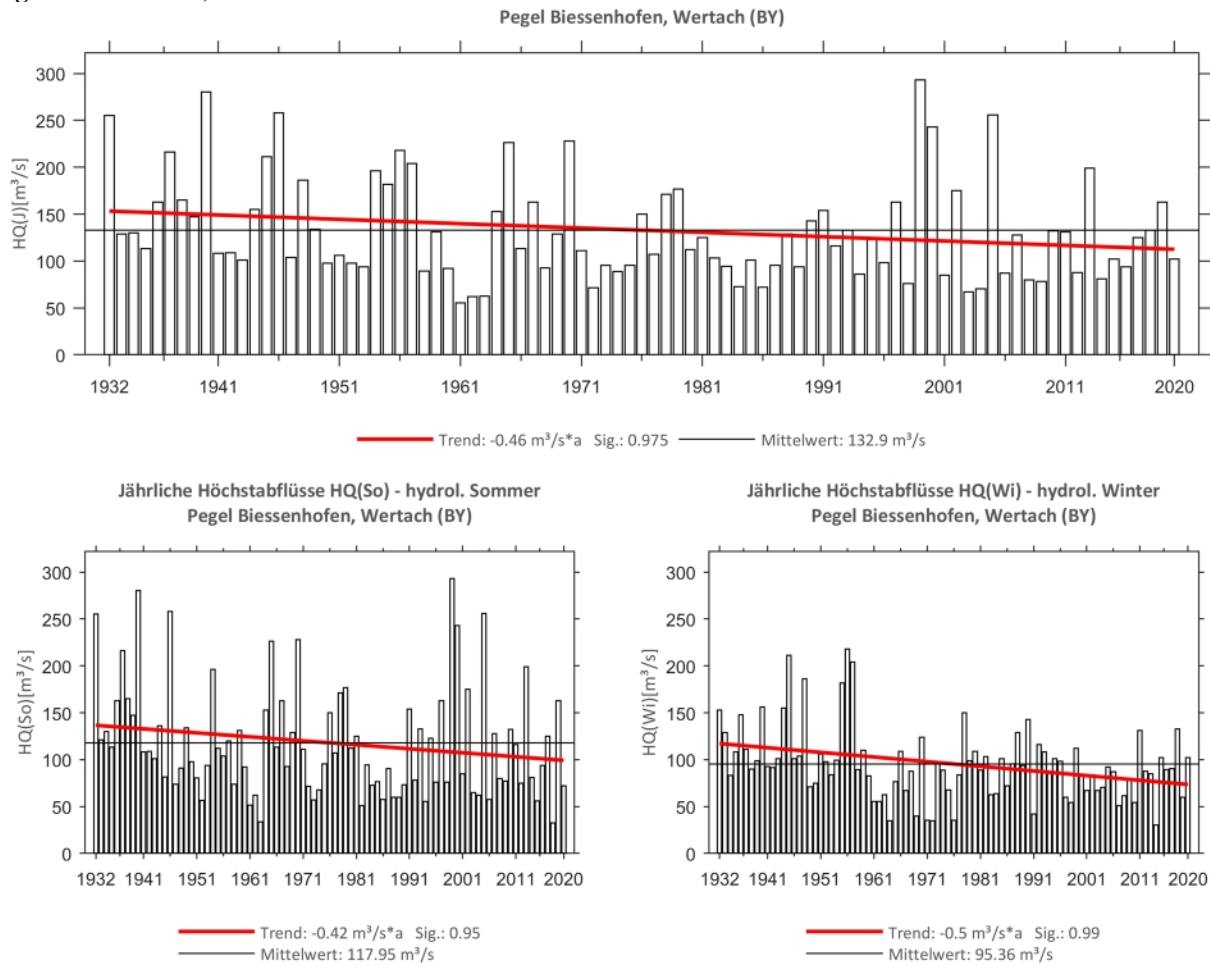 Pegel Biessenhofen, Wertach (BY)
HQ(J)[m³/s]
300
250
200
150
100
50
0
1932 1941 1951 1961 1971 1981 1991 2001 2011 2020
Trend: -0.46 m³/s*a Sig.: 0.975 Mittelwert: 132.9 m³/s
Jährliche Höchstabflüsse HQ(So) - hydrol. Sommer
Pegel Biessenhofen, Wertach (BY)
HQ(So)[m³/s]
300
250
200
150
100
50
0
1932 1941 1951 1961 1971 1981 1991 2001 2011 2020
Trend: -0.42 m³/s*a Sig.: 0.95
Mittelwert: 117.95 m³/s
Jährliche Höchstabflüsse HQ(Wi) - hydrol. Winter
Pegel Biessenhofen, Wertach (BY)
HQ(Wi)[m³/s]
300
250
200
150
100
50
0
1932 1941 1951 1961 1971 1981 1991 2001 2011 2020
Trend: -0.5 m³/s*a Sig.: 0.99
Mittelwert: 95.36 m³/s